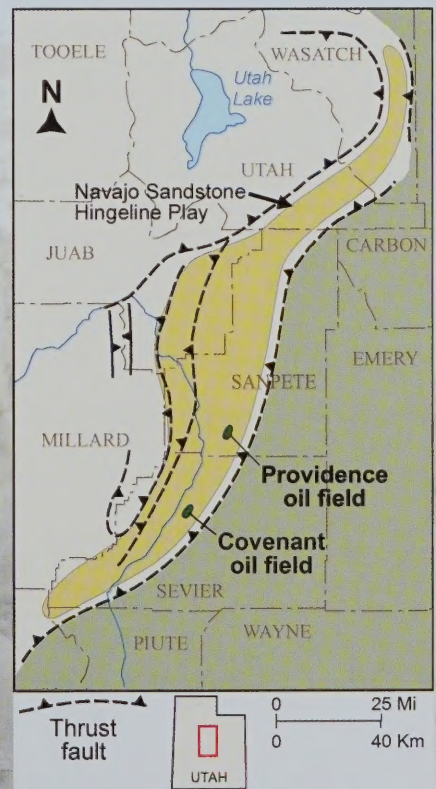 TOOELE
WASATCH
N
Utah
Lake
UTAH
Navajo Sandstone
Hingeline Play
JUAB
CARBON
EMERY
SANPETE
MILLARD
Providence
oil field
Covenant
oil field
SEVIER
PIUTE
WAYNE
Thrust
fault
UTAH
0 25 Mi
0 40 Km